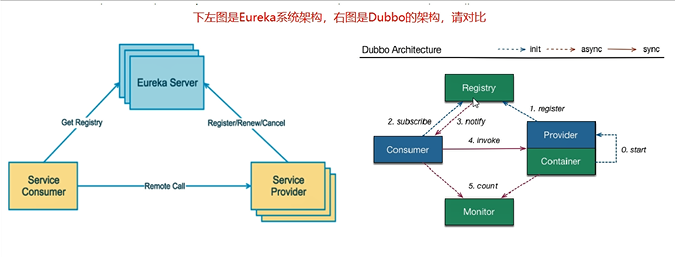 下左图是Eureka系统架构，右图是Dubbo的架构，请对比
Eureka Server
Get Registry
Register/Renew/Cancel
Service
Consumer
Remote Call
Service
Provider
Dubbo Architecture
init
async
sync
Registry
1. register
2. subscribe
3. notify
Consumer
4. invoke
Provider
Container
0. start
5. count
Monitor